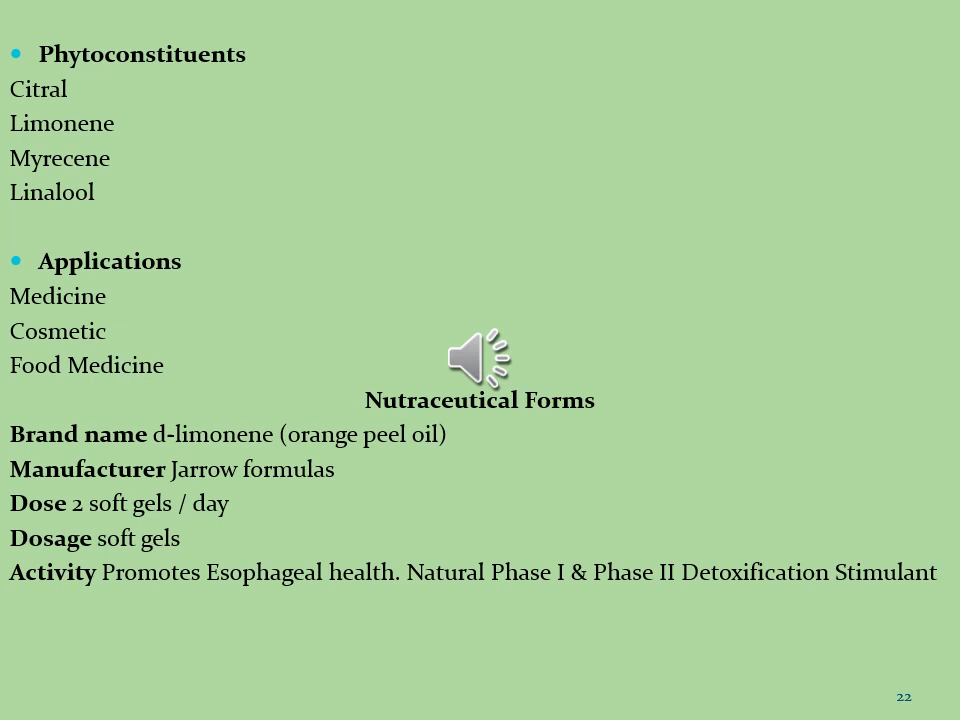 • Phytoconstituents
Citral
Limonene
Myrecene
Linalool
• Applications
Medicine
Cosmetic
Food Medicine
Nutraceutical Forms
Brand name d-limonene (orange peel oil)
Manufacturer Jarrow formulas
Dose 2 soft gels / day
Dosage soft gels
Activity Promotes Esophageal health. Natural Phase I & Phase II Detoxification Stimulant
22